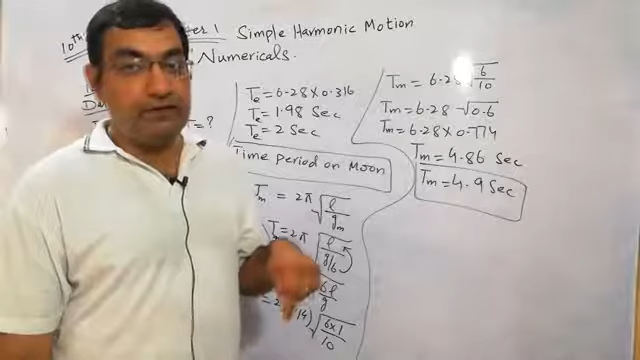 10th
1 Simple Harmonic Motion
Numericals.
= ?
Te = 6.28 × 0.316
Te = 1.98 Sec
Te = 2 Sec
Time period on Moon
Tm = 2π √l/gm
T = 2π √l/g/6
6l/g
√6×1/10
Tm = 6.28 √6/10
Tm = 6.28 √0.6
Tm = 6.28 × 0.774
Tm = 4.86 Sec
Tm = 4.9 Sec